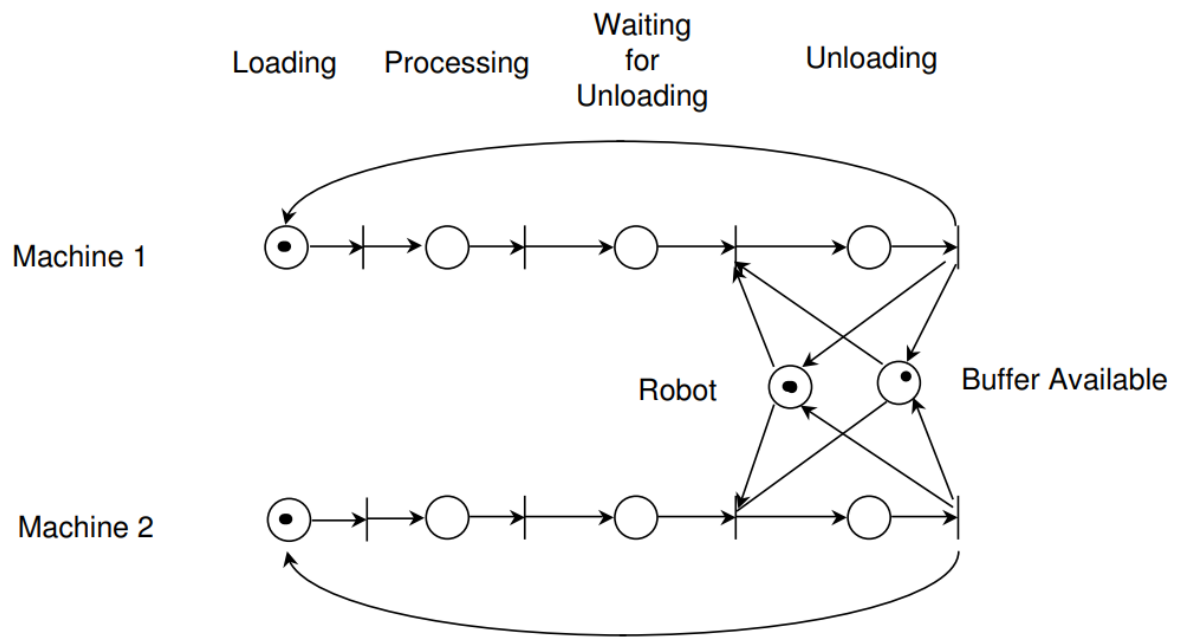 Loading
Processing
Waiting
for
Unloading
Unloading
Machine 1
Robot
Buffer Available
Machine 2